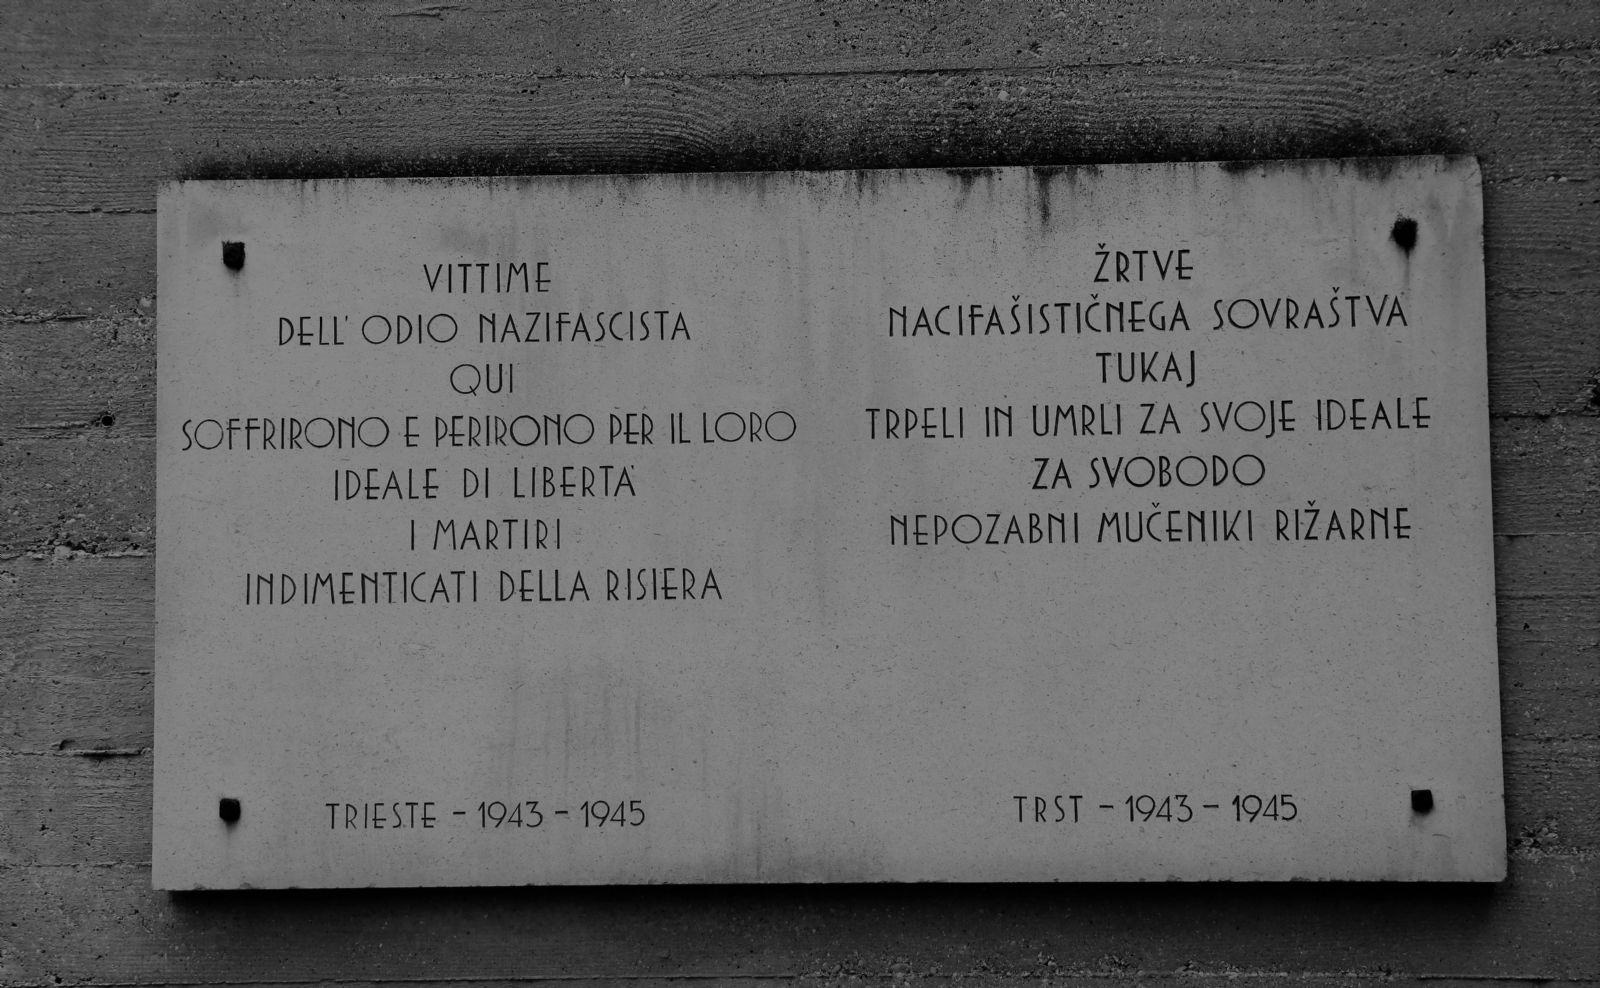 VITTIME
DELL' ODIO NAZIFASCISTA
QUI
SOFFRIRONO E PERIRONO PER IL LORO
IDEALE DI LIBERTA'
I MARTIRI
INDIMENTICATI DELLA RISIERA
TRIESTE - 1943 - 1945
ŽRTVE
NACIFAŠISTIČNEGA SOVRAŠTVA
TUKAJ
TRPELI IN UMRLI ZA SVOJE IDEALE
ZA SVOBODO
NEPOZABNI MUČENIKI RIŽARNE
TRST - 1943 - 1945